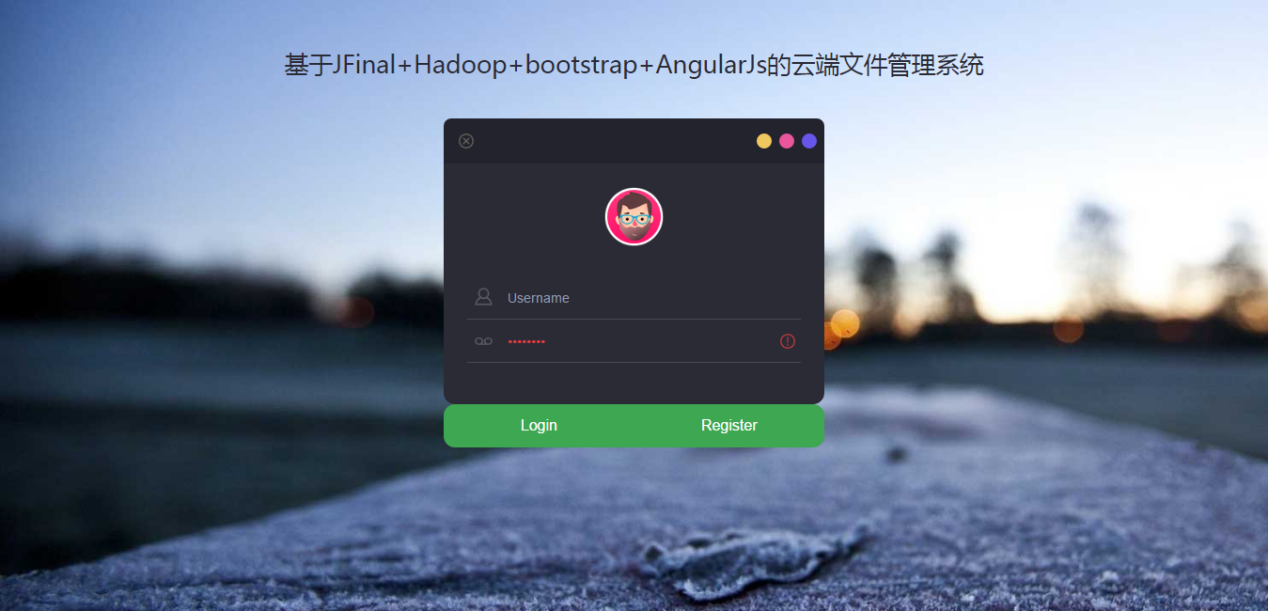 基于JFinal+Hadoop+bootstrap+AngularJs的云端文件管理系统
Username
••••••••
Login Register